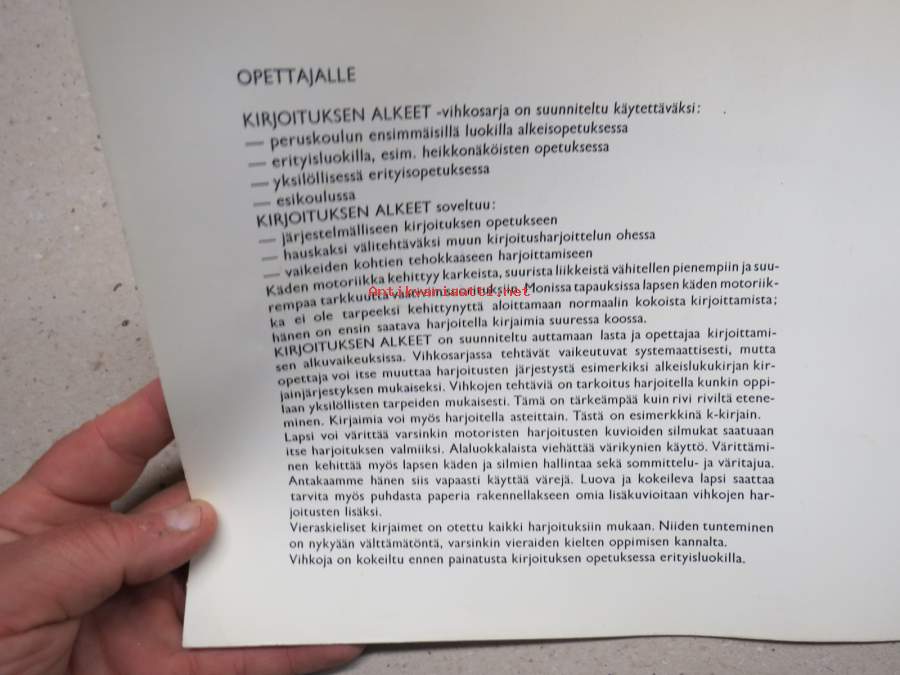 OPETTAJALLE
KIRJOITUKSEN ALKEET -vihkosarja on suunniteltu käytettäväksi:
— peruskoulun ensimmäisillä luokilla alkeisopetuksessa
— erityisluokilla, esim. heikkonäköisten opetuksessa
— yksilöllisessä erityisopetuksessa
— esikoulussa
KIRJOITUKSEN ALKEET soveltuu:
— järjestelmälliseen kirjoituksen opetukseen
— hauskaksi välitehtäväksi muun kirjoitusharjoittelun ohessa
— vaikeiden kohtien tehokkaaseen harjoittamiseen
Käden motoriikka kehittyy karkeista, suurista liikkeistä vähitellen pienempiin ja suu-
rempaa tarkkuutta vaativiin suorituksiin. Monissa tapauksissa lapsen käden motoriik-
Antikvariaatti.net
ka ei ole tarpeeksi kehittynyttä aloittamaan normaalin kokoista kirjoittamista;
hänen on ensin saatava harjoitella kirjaimia suuressa koossa.
KIRJOITUKSEN ALKEET on suunniteltu auttamaan lasta ja opettajaa kirjoittami-
sen alkuvaikeuksissa. Vihkosarjassa tehtävät vaikeutuvat systemaattisesti, mutta
opettaja voi itse muuttaa harjoitusten järjestystä esimerkiksi alkeislukukirjan kir-
jainjärjestyksen mukaiseksi. Vihkojen tehtäviä on tarkoitus harjoitella kunkin oppi-
laan yksilöllisten tarpeiden mukaisesti. Tämä on tärkeämpää kuin rivi riviltä etene-
minen. Kirjaimia voi myös harjoitella asteittain. Tästä on esimerkkinä k-kirjain.
Lapsi voi värittää varsinkin motoristen harjoitusten kuvioiden silmukat saatuaan
itse harjoituksen valmiiksi. Alaluokkalaista viehättää värikynien käyttö. Värittämi-
nen kehittää myös lapsen käden ja silmien hallintaa sekä sommittelu- ja väritajua.
Antakaamme hänen siis vapaasti käyttää värejä. Luova ja kokeileva lapsi saattaa
tarvita myös puhdasta paperia rakennellakseen omia lisäkuvioitaan vihkojen har-
joitusten lisäksi.
Vieraskieliset kirjaimet on otettu kaikki harjoituksiin mukaan. Niiden tunteminen
on nykyään välttämätöntä, varsinkin vieraiden kielten oppimisen kannalta.
Vihkoja on kokeiltu ennen painatusta kirjoituksen opetuksessa erityisluokilla.